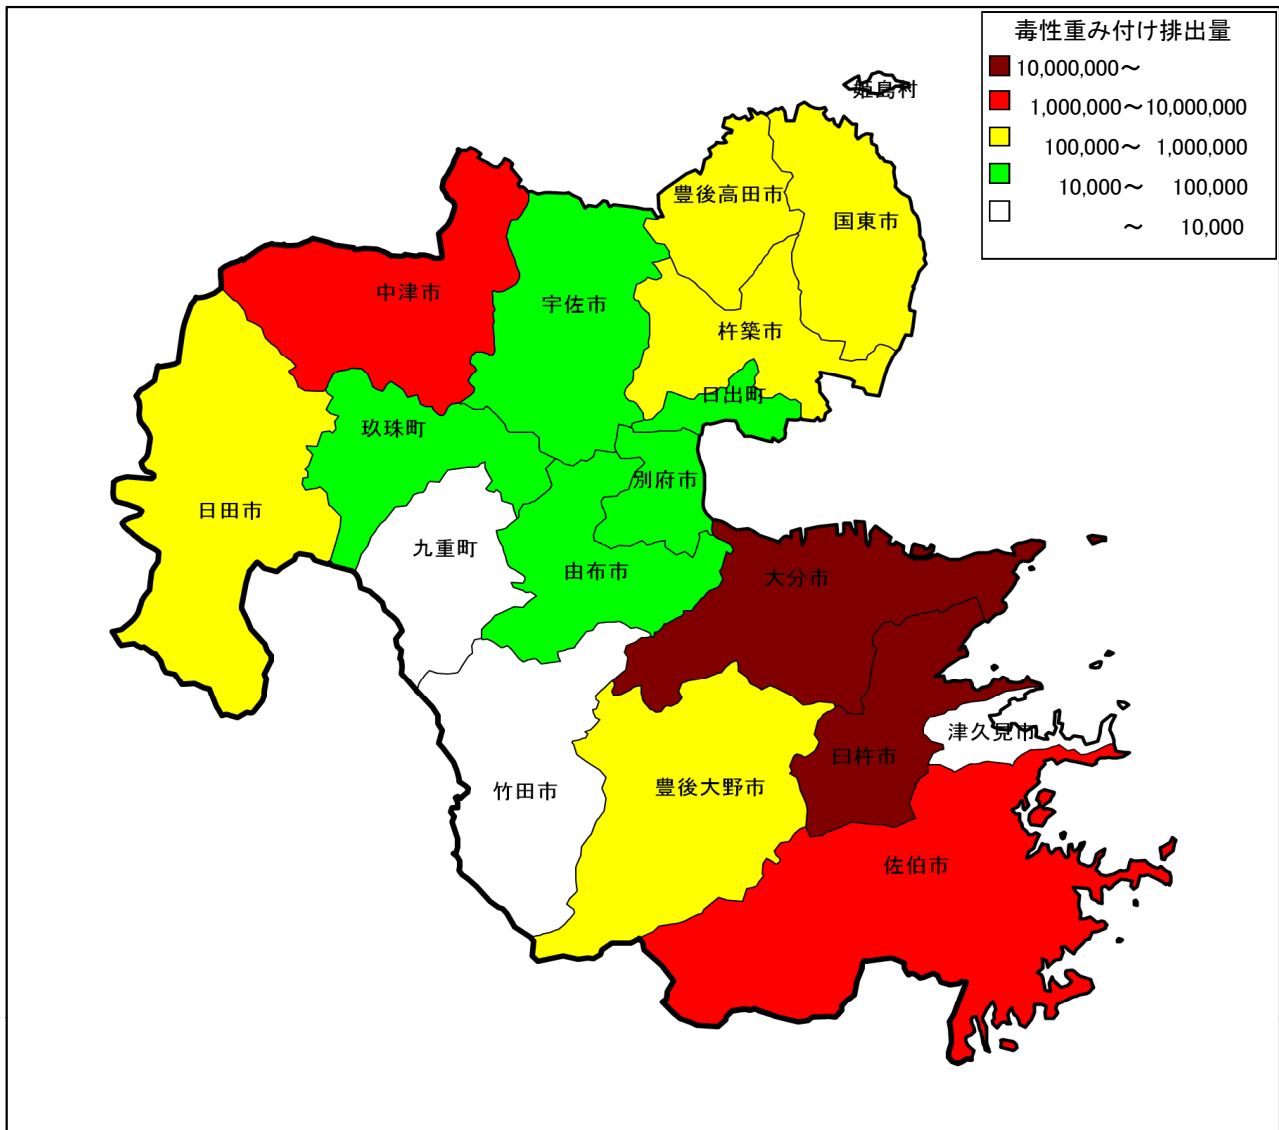 毒性重み付け排出量
10,000,000～
1,000,000～10,000,000
100,000～ 1,000,000
10,000～ 100,000
～ 10,000
姫島村
豊後高田市
国東市
中津市
宇佐市
杵築市
日出町
玖珠町
別府市
日田市
九重町
由布市
大分市
津久見市
臼杵市
竹田市
豊後大野市
佐伯市